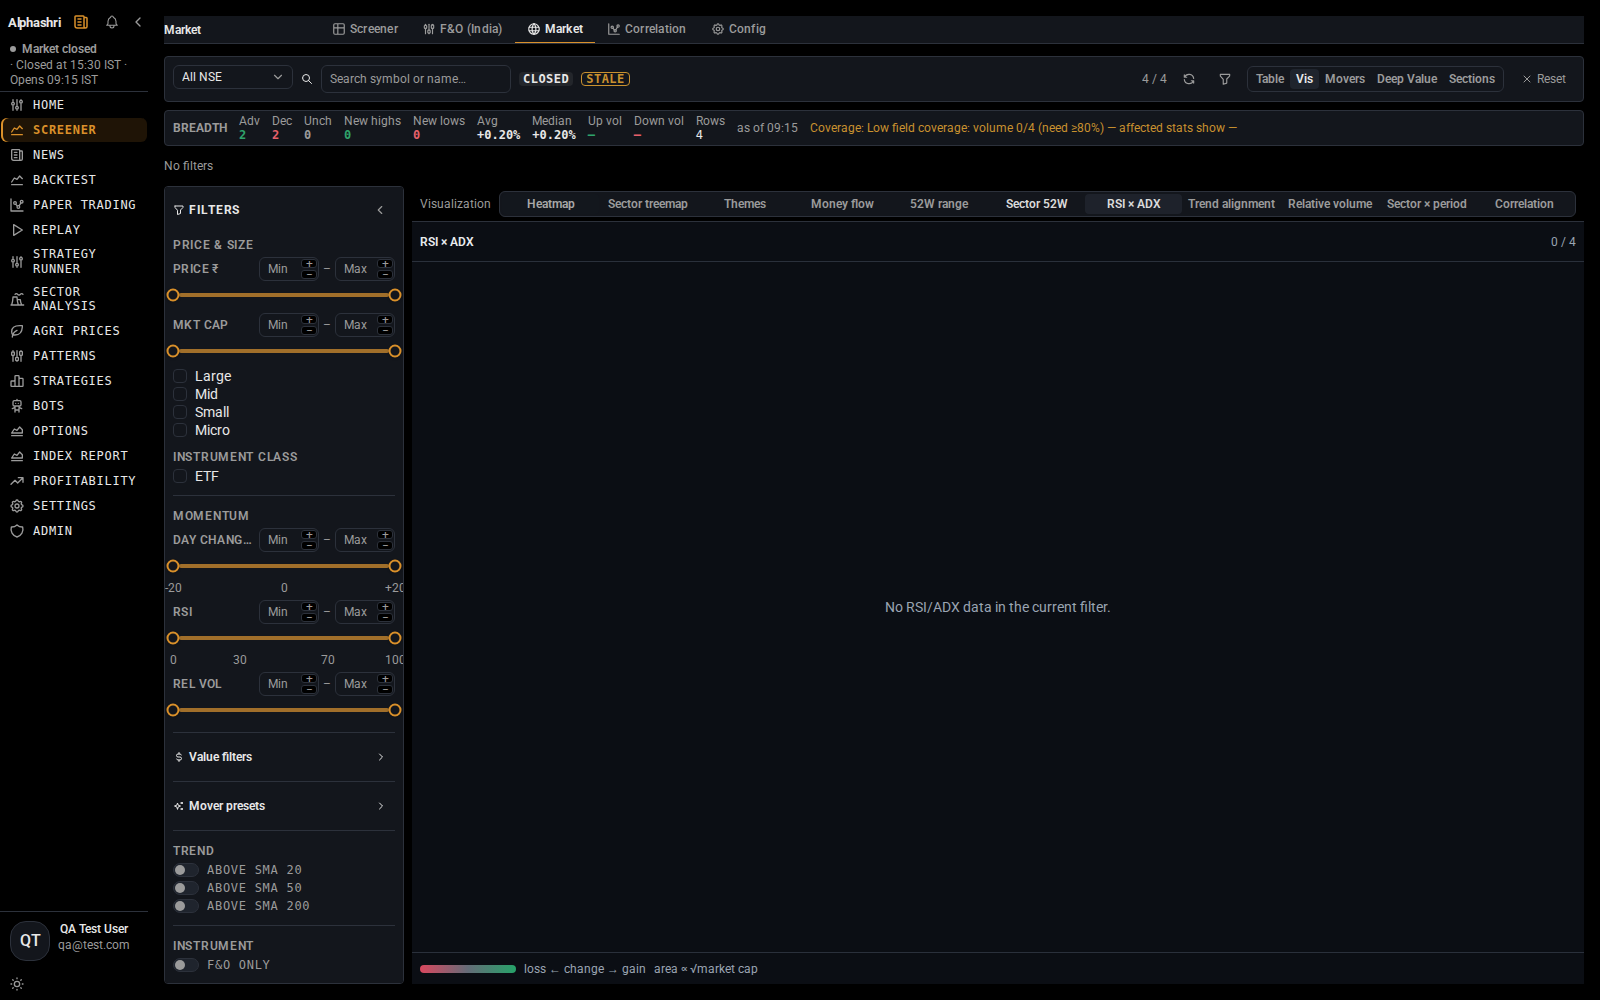 Alphashri
Market closed
· Closed at 15:30 IST ·
Opens 09:15 IST
HOME
SCREENER
NEWS
BACKTEST
PAPER TRADING
REPLAY
STRATEGY
RUNNER
SECTOR
ANALYSIS
AGRI PRICES
PATTERNS
STRATEGIES
BOTS
OPTIONS
INDEX REPORT
PROFITABILITY
SETTINGS
ADMIN
QT
QA Test User
qa@test.com
Market
Screener F&O (India) Market Correlation Config
All NSE Search symbol or name… CLOSED STALE 4 / 4 Table Vis Movers Deep Value Sections Reset
BREADTH Adv Dec Unch New highs New lows Avg Median Up vol Down vol Rows as of 09:15 Coverage: Low field coverage: volume 0/4 (need ≥80%) — affected stats show —
2 2 0 0 0 +0.20% +0.20% — — 4
No filters
FILTERS
PRICE & SIZE
PRICE ₹ Min + − – Max + −
MKT CAP Min + − – Max + −
Large
Mid
Small
Micro
INSTRUMENT CLASS
ETF
MOMENTUM
DAY CHANG… Min + − – Max + −
-20 0 +20
RSI Min + − – Max + −
0 30 70 100
REL VOL Min + − – Max + −
$ Value filters
Mover presets
TREND
ABOVE SMA 20
ABOVE SMA 50
ABOVE SMA 200
INSTRUMENT
F&O ONLY
Visualization Heatmap Sector treemap Themes Money flow 52W range Sector 52W RSI × ADX Trend alignment Relative volume Sector × period Correlation
RSI × ADX 0 / 4
No RSI/ADX data in the current filter.
loss ← change → gain area ∝ √market cap